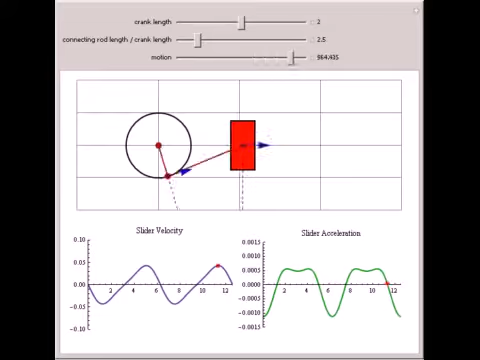 crank length 2
connecting rod length / crank length 2.5
motion 964.435
Slider Velocity
0.10
0.05
0.00
-0.05
-0.10
2 4 6 8 10 12
Slider Acceleration
0.0015
0.0010
0.0005
0.0000
-0.0005
-0.0010
-0.0015
2 4 6 8 10 12